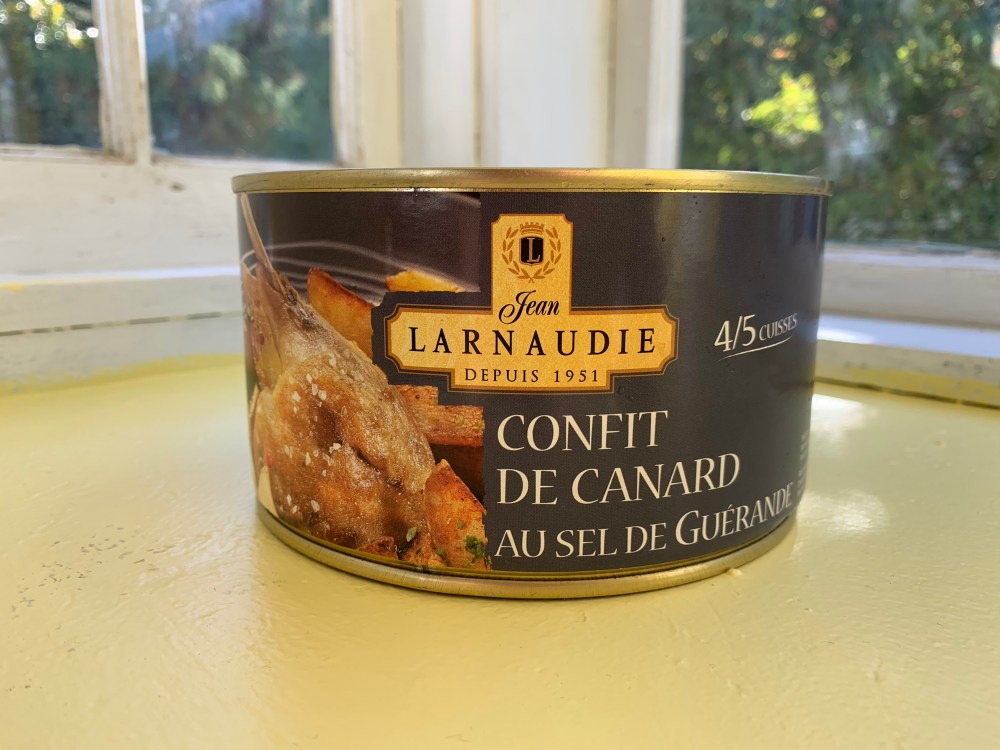 L
Jean
LARNAUDIE
DEPUIS 1951
4/5 CUISSES
CONFIT
DE CANARD
AU SEL DE GUÉRANDE